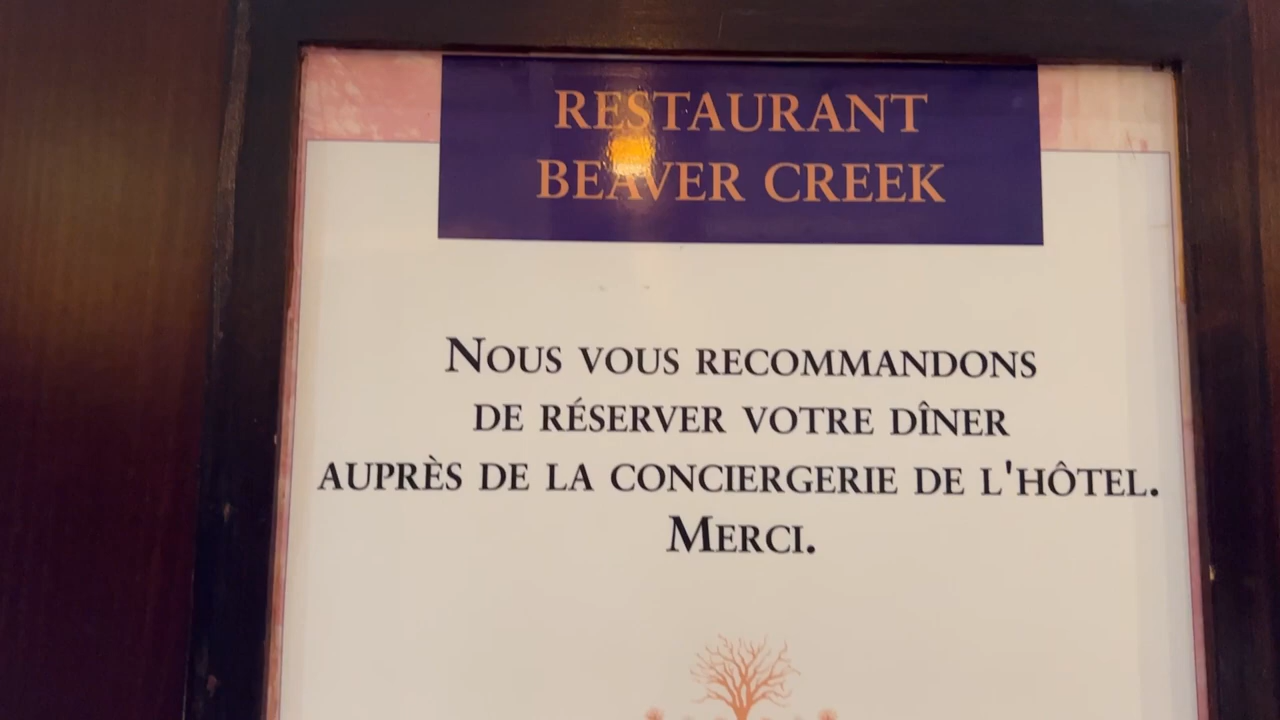 RESTAURANT
BEAVER CREEK
NOUS VOUS RECOMMANDONS
DE RÉSERVER VOTRE DÎNER
AUPRÈS DE LA CONCIERGERIE DE L'HÔTEL.
MERCI.